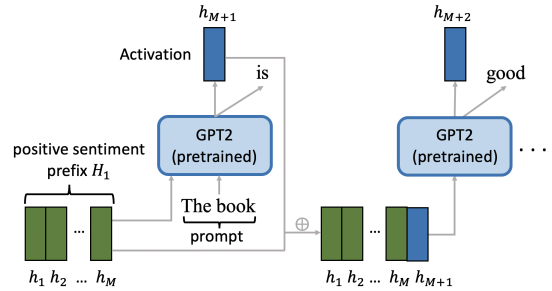 h_{M+1}
h_{M+2}
Activation
is
good
GPT2
(pretrained)
GPT2
(pretrained)
...
positive sentiment
prefix H_1
The book
prompt
...
⊕
...
h_1 h_2 ... h_M
h_1 h_2 ... h_M h_{M+1}